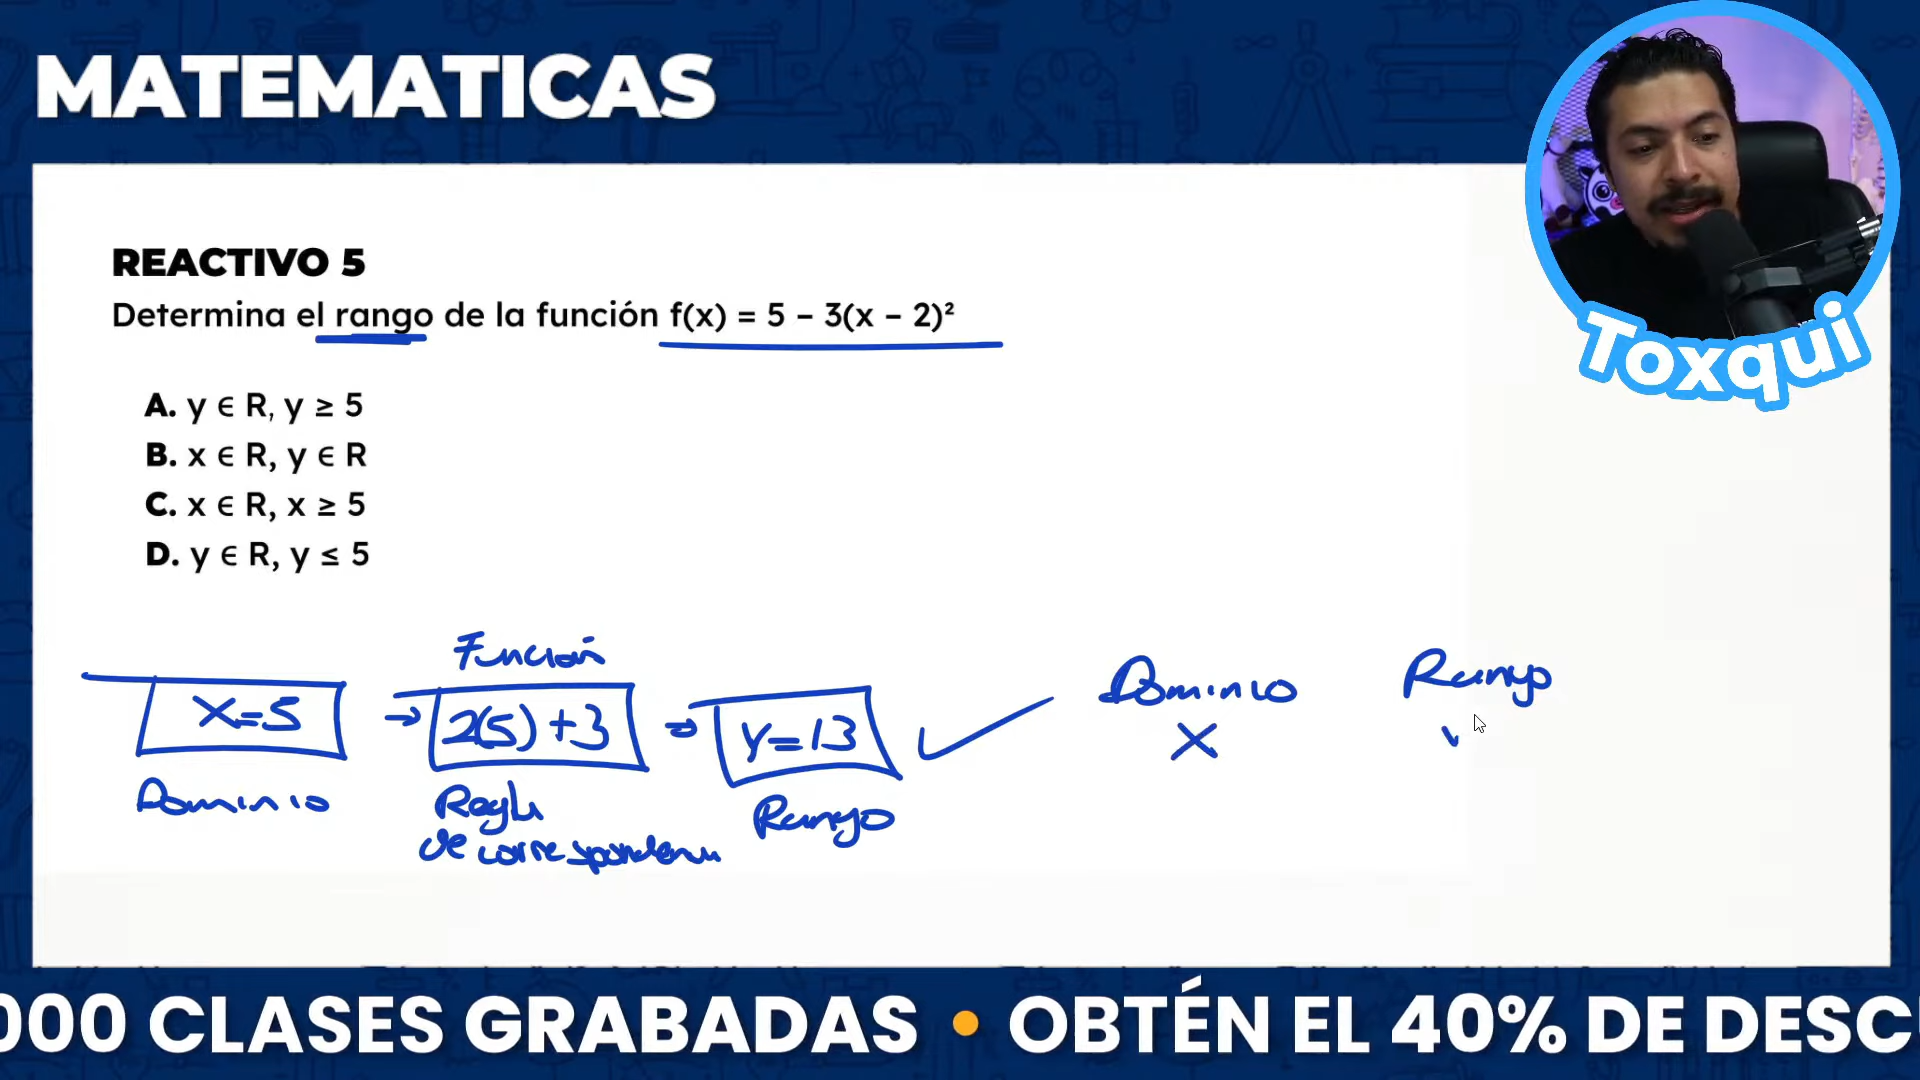 MATEMATICAS
REACTIVO 5
Determina el rango de la función f(x) = 5 – 3(x – 2)²
A. y ∈ R, y ≥ 5
B. x ∈ R, y ∈ R
C. x ∈ R, x ≥ 5
D. y ∈ R, y ≤ 5
Toxqui
Función
x=5 → 2(5)+3 → y=13
Dominio
Rango
X
Dominio
Regla
de correspondencia
Rango
000 CLASES GRABADAS • OBTÉN EL 40% DE DESC